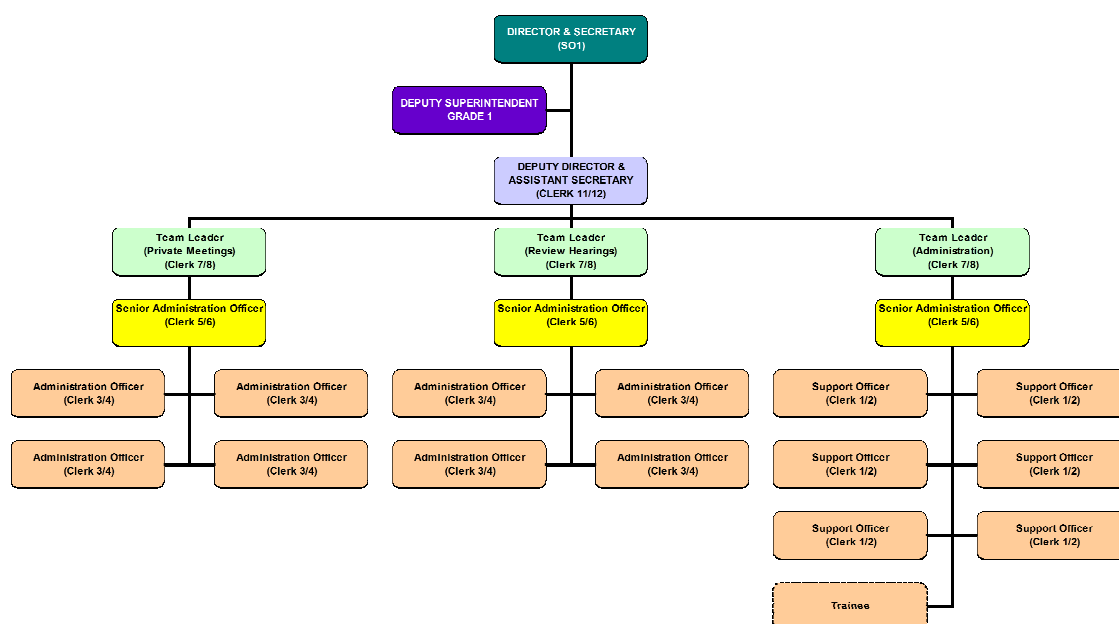 DIRECTOR & SECRETARY
(SO1)
DEPUTY SUPERINTENDENT
GRADE 1
DEPUTY DIRECTOR &
ASSISTANT SECRETARY
(CLERK 11/12)
Team Leader
(Private Meetings)
(Clerk 7/8)
Team Leader
(Review Hearings)
(Clerk 7/8)
Team Leader
(Administration)
(Clerk 7/8)
Senior Administration Officer
(Clerk 5/6)
Senior Administration Officer
(Clerk 5/6)
Senior Administration Officer
(Clerk 5/6)
Administration Officer
(Clerk 3/4)
Administration Officer
(Clerk 3/4)
Administration Officer
(Clerk 3/4)
Administration Officer
(Clerk 3/4)
Support Officer
(Clerk 1/2)
Support Officer
(Clerk 1/2)
Administration Officer
(Clerk 3/4)
Administration Officer
(Clerk 3/4)
Administration Officer
(Clerk 3/4)
Administration Officer
(Clerk 3/4)
Support Officer
(Clerk 1/2)
Support Officer
(Clerk 1/2)
Support Officer
(Clerk 1/2)
Support Officer
(Clerk 1/2)
Trainee